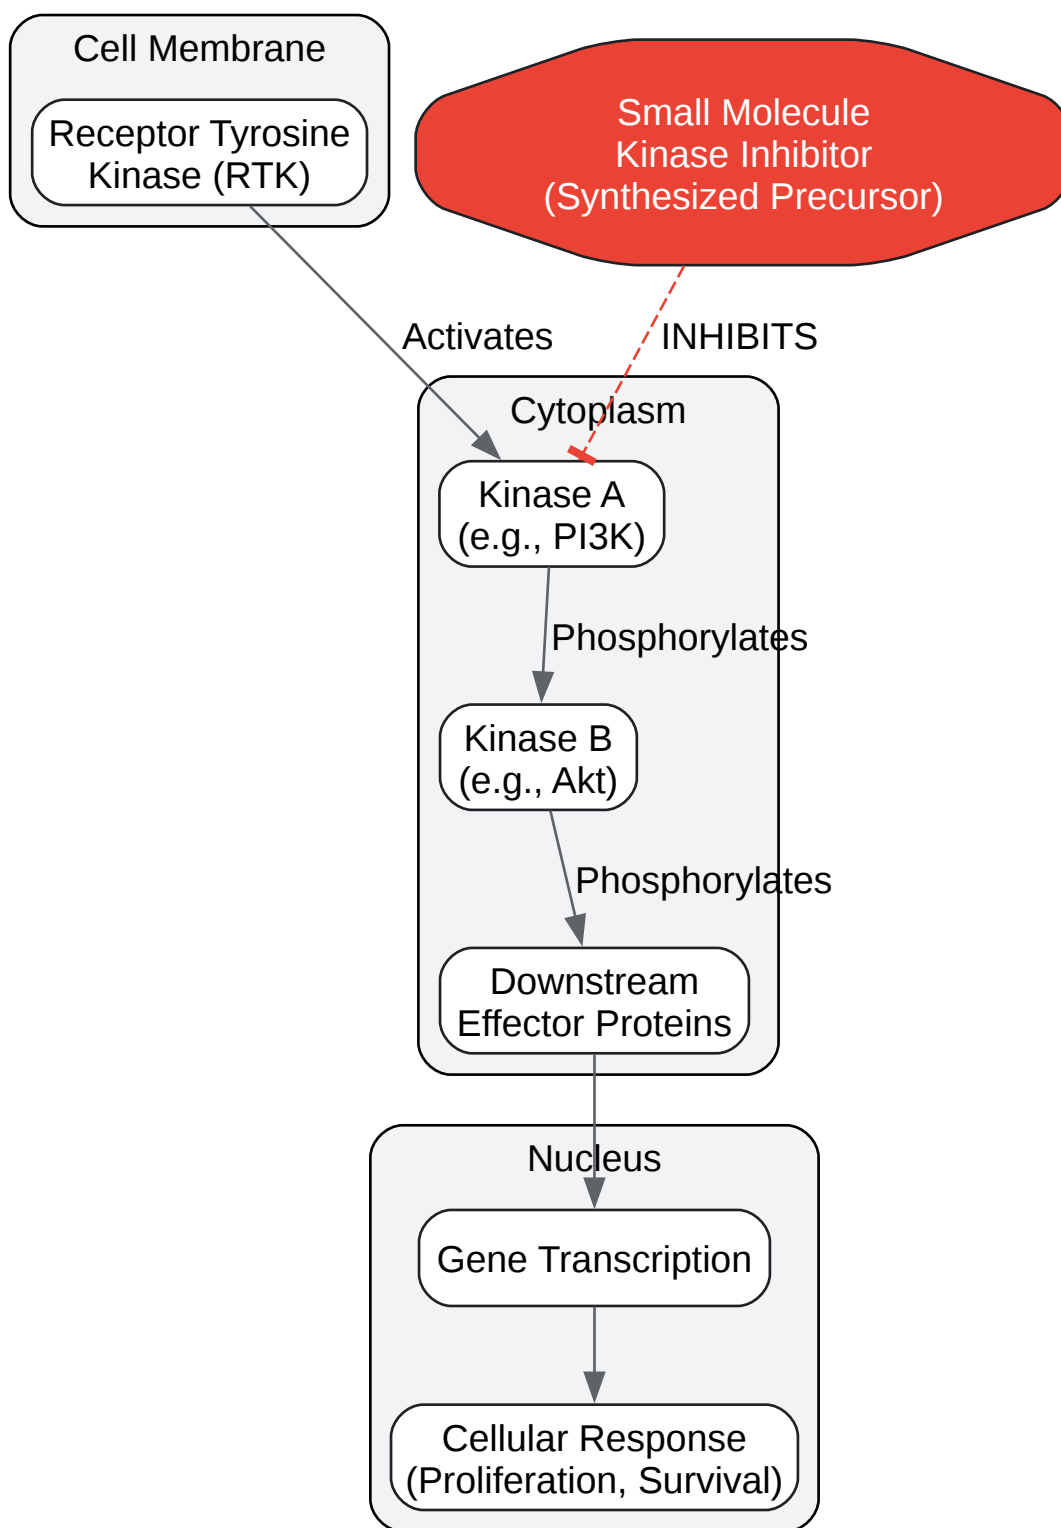 Cell Membrane
Receptor Tyrosine
Kinase (RTK)
Small Molecule
Kinase Inhibitor
(Synthesized Precursor)
Activates
INHIBITS
Cytoplasm
Kinase A
(e.g., PI3K)
Phosphorylates
Kinase B
(e.g., Akt)
Phosphorylates
Downstream
Effector Proteins
Nucleus
Gene Transcription
Cellular Response
(Proliferation, Survival)